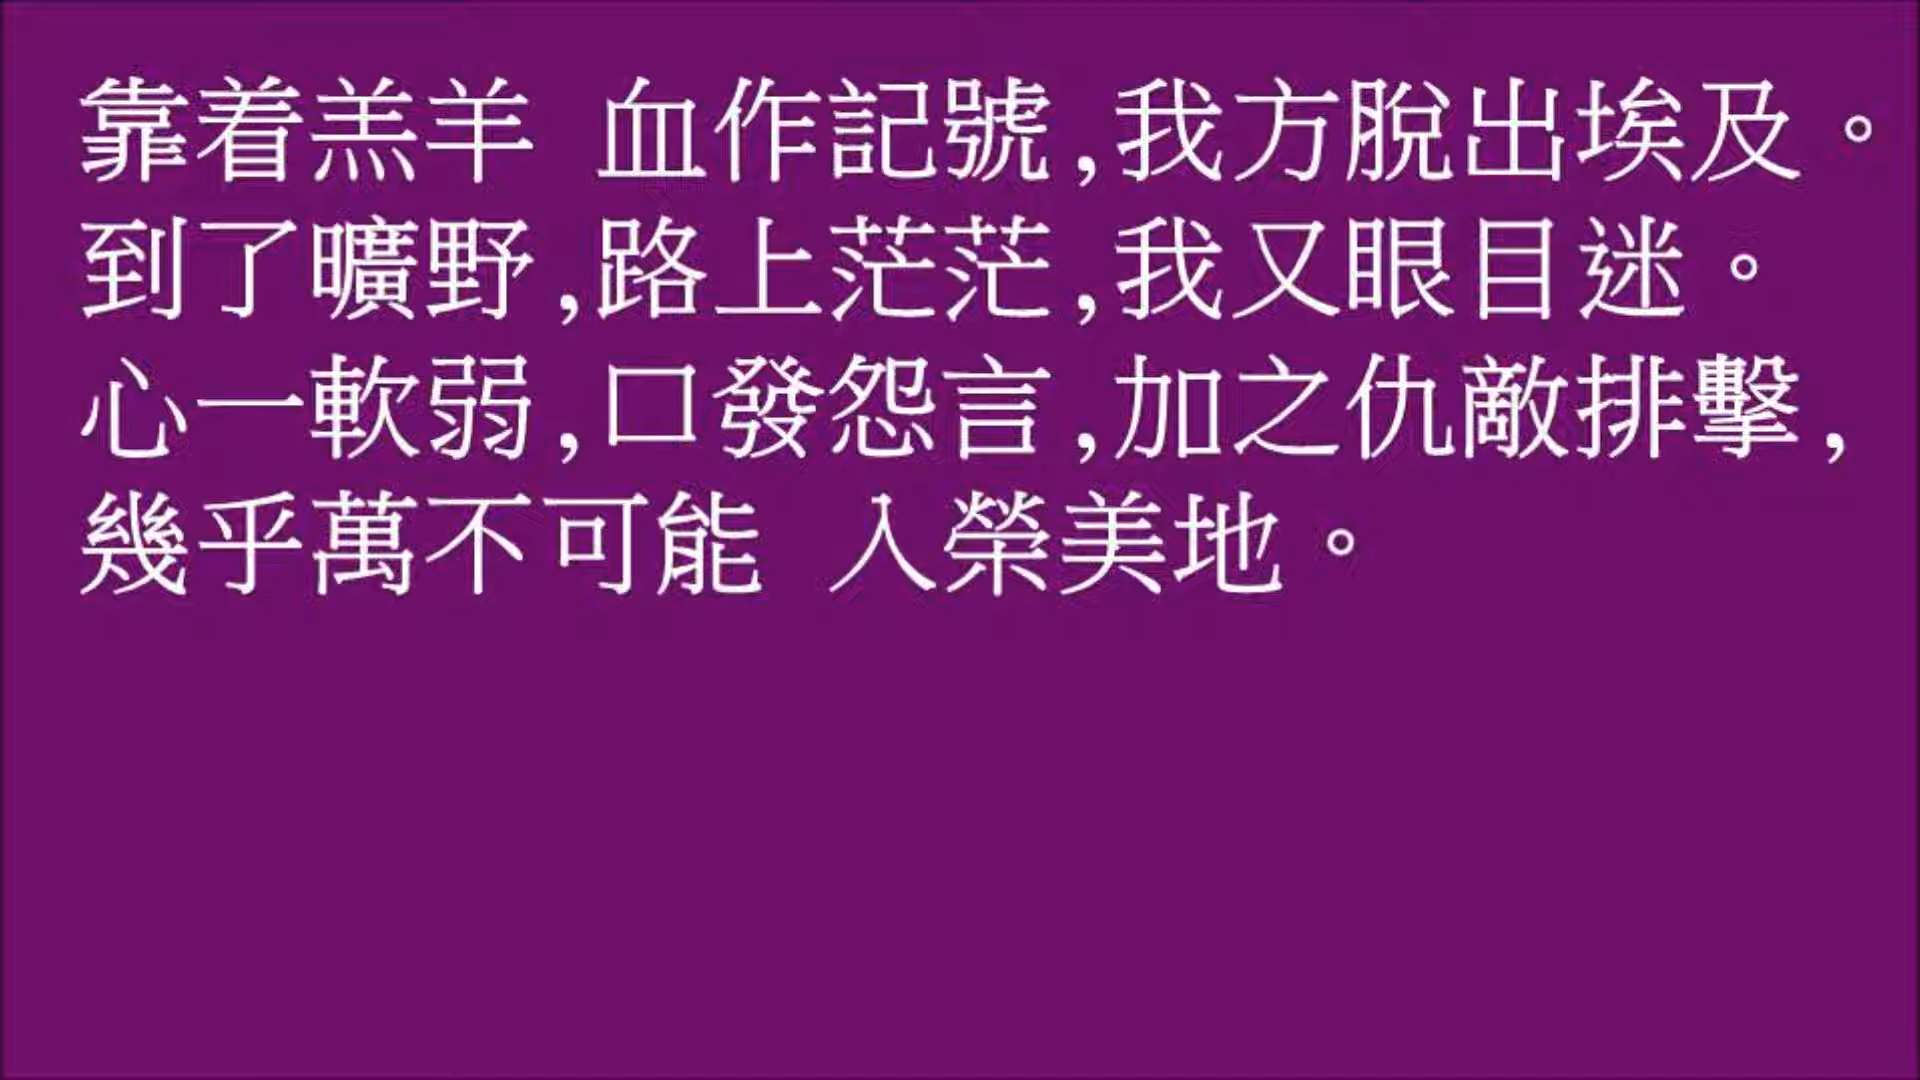 靠着羔羊 血作記號,我方脫出埃及。
到了曠野,路上茫茫,我又眼目迷。
心一軟弱,口發怨言,加之仇敵排擊,
幾乎萬不可能 入榮美地。